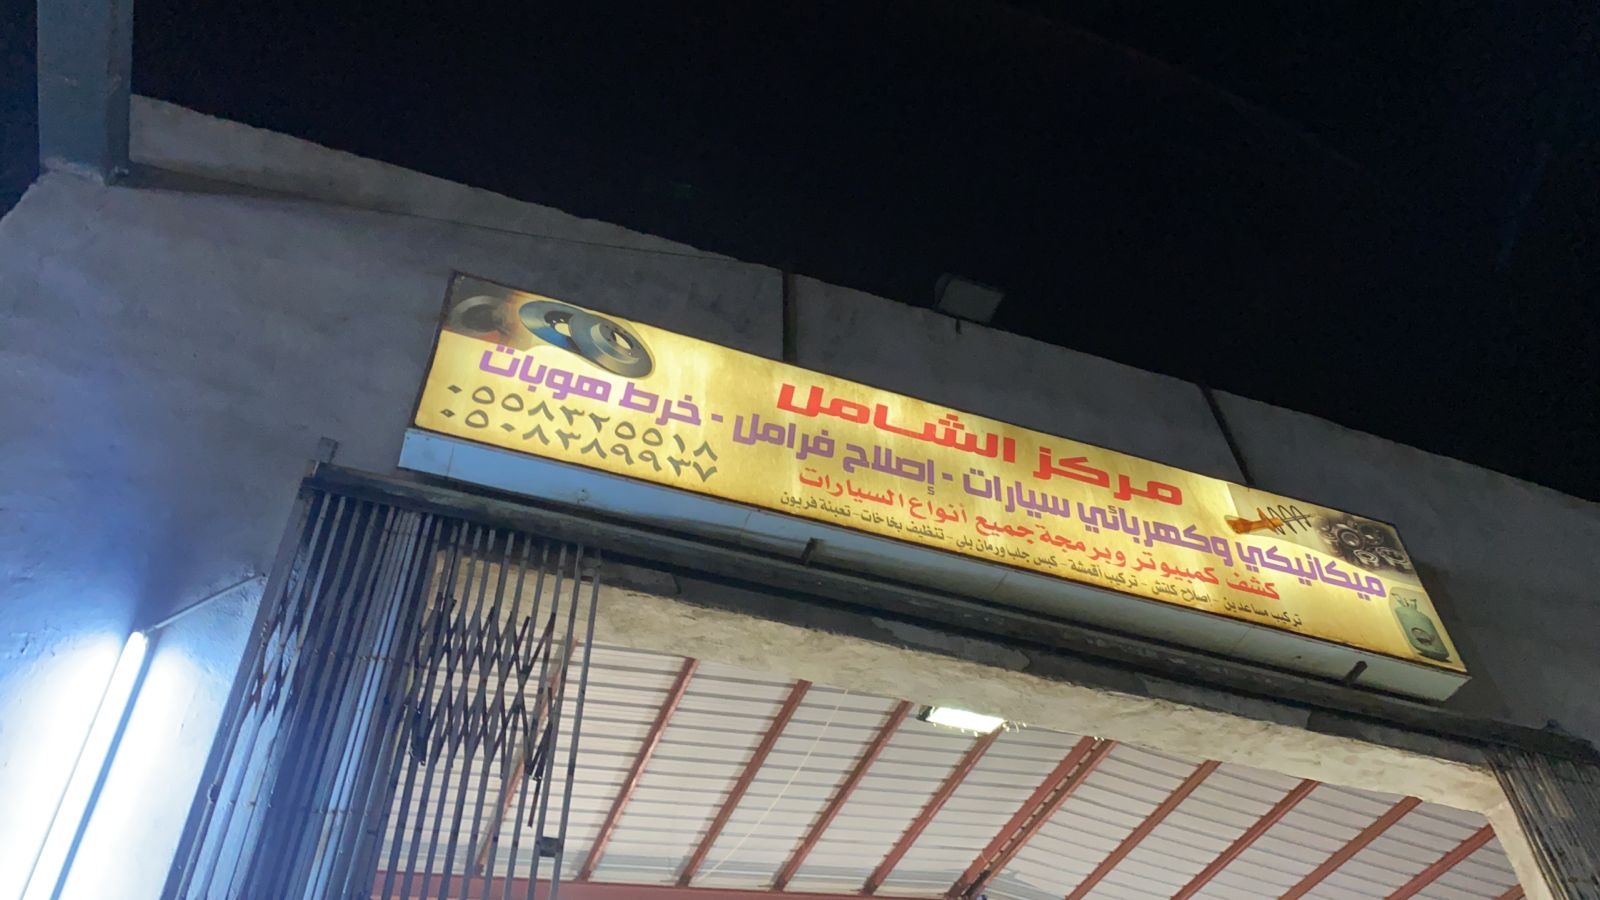 مركز الشامل
ميكانيكي وكهربائي سيارات - إصلاح فرامل - خرط هوبات
كشف كمبيوتر وبرمجة جميع أنواع السيارات
تركيب مساعدين - اصلاح كلتش - تركيب أقمشة - كبس جلب ورمان بلي - تنظيف بخاخات - تعبئة فريون
٠٥٥٨٣٢٥٥١٨
٠٥٠٨٣٨٩٩٣٧